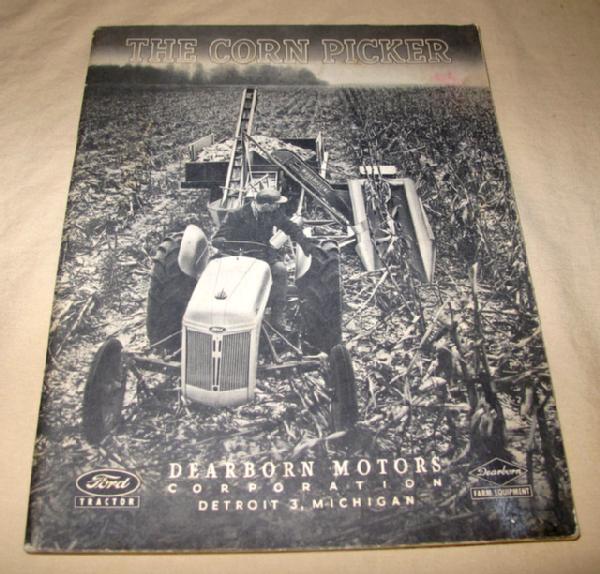 THE CORN PICKER
DEARBORN MOTORS
CORPORATION
DETROIT 3, MICHIGAN
Ford
TRACTOR
Dearborn
FARM EQUIPMENT